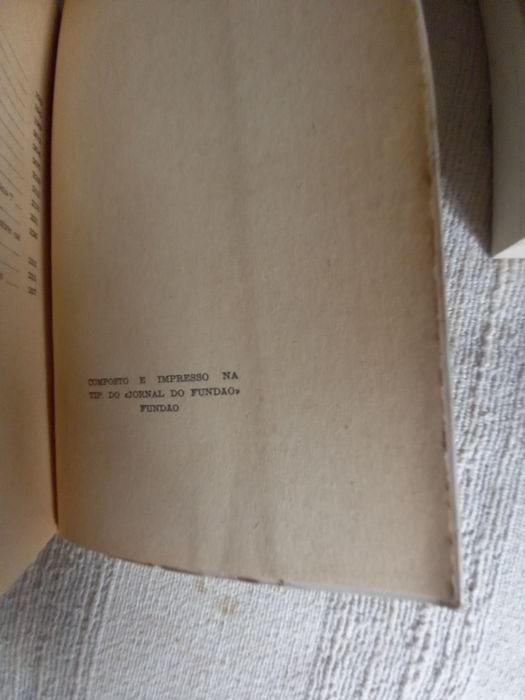 COMPOSTO E IMPRESSO NA
TIP. DO «JORNAL DO FUNDÃO»
FUNDÃO